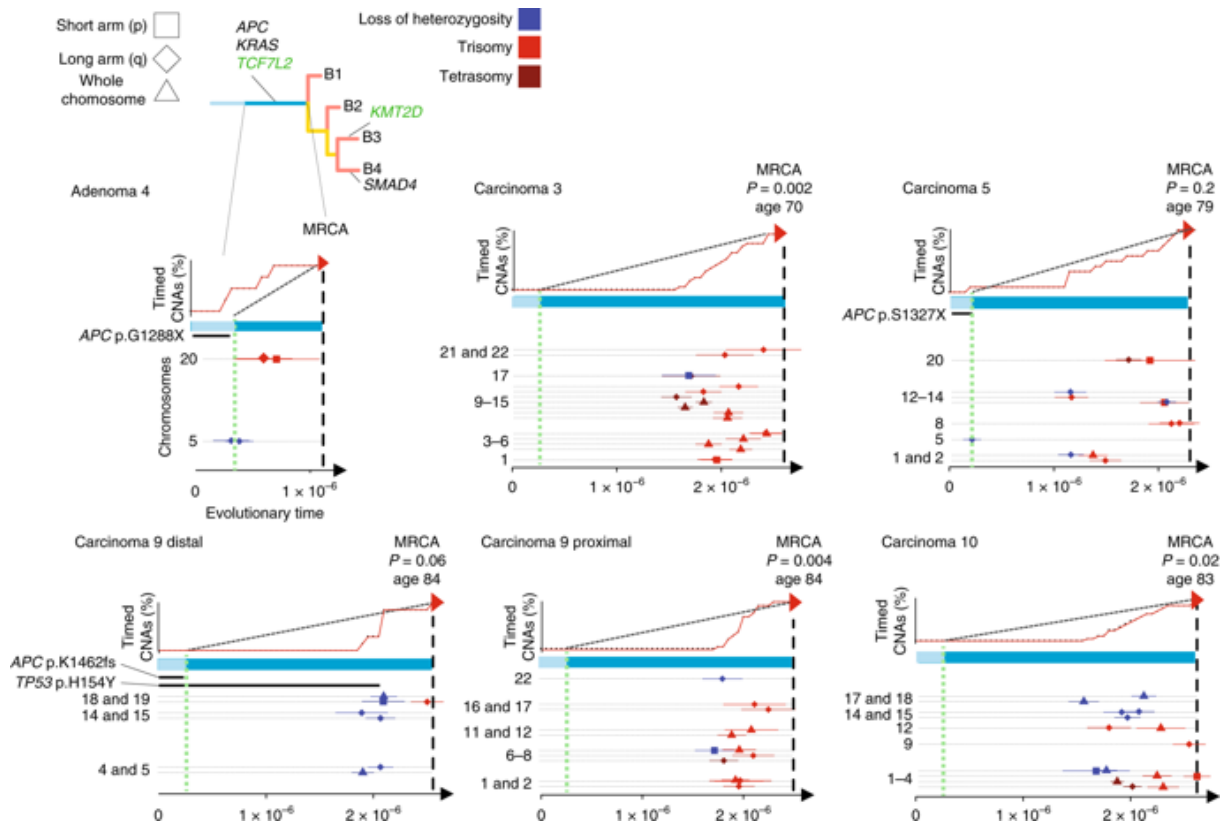 Short arm (p)
Long arm (q)
Whole
chromosome
APC
KRAS
TCF7L2
B1
B2
KMT2D
B3
B4
SMAD4
Loss of heterozygosity
Trisomy
Tetrasomy
Adenoma 4
MRCA
Timed
CNAs (%)
APC p.G1288X
Chromosomes
20
5
0
1 × 10⁻⁶
Evolutionary time
Carcinoma 3
MRCA
P = 0.002
age 70
Timed
CNAs (%)
21 and 22
17
9–15
3–6
1
0
1 × 10⁻⁶
2 × 10⁻⁶
Carcinoma 5
MRCA
P = 0.2
age 79
Timed
CNAs (%)
APC p.S1327X
20
12–14
8
5
1 and 2
0
1 × 10⁻⁶
2 × 10⁻⁶
Carcinoma 9 distal
MRCA
P = 0.06
age 84
Timed
CNAs (%)
APC p.K1462fs
TP53 p.H154Y
18 and 19
14 and 15
4 and 5
0
1 × 10⁻⁶
2 × 10⁻⁶
Carcinoma 9 proximal
MRCA
P = 0.004
age 84
Timed
CNAs (%)
22
16 and 17
11 and 12
6–8
1 and 2
0
1 × 10⁻⁶
2 × 10⁻⁶
Carcinoma 10
MRCA
P = 0.02
age 83
Timed
CNAs (%)
17 and 18
14 and 15
12
9
1–4
0
1 × 10⁻⁶
2 × 10⁻⁶